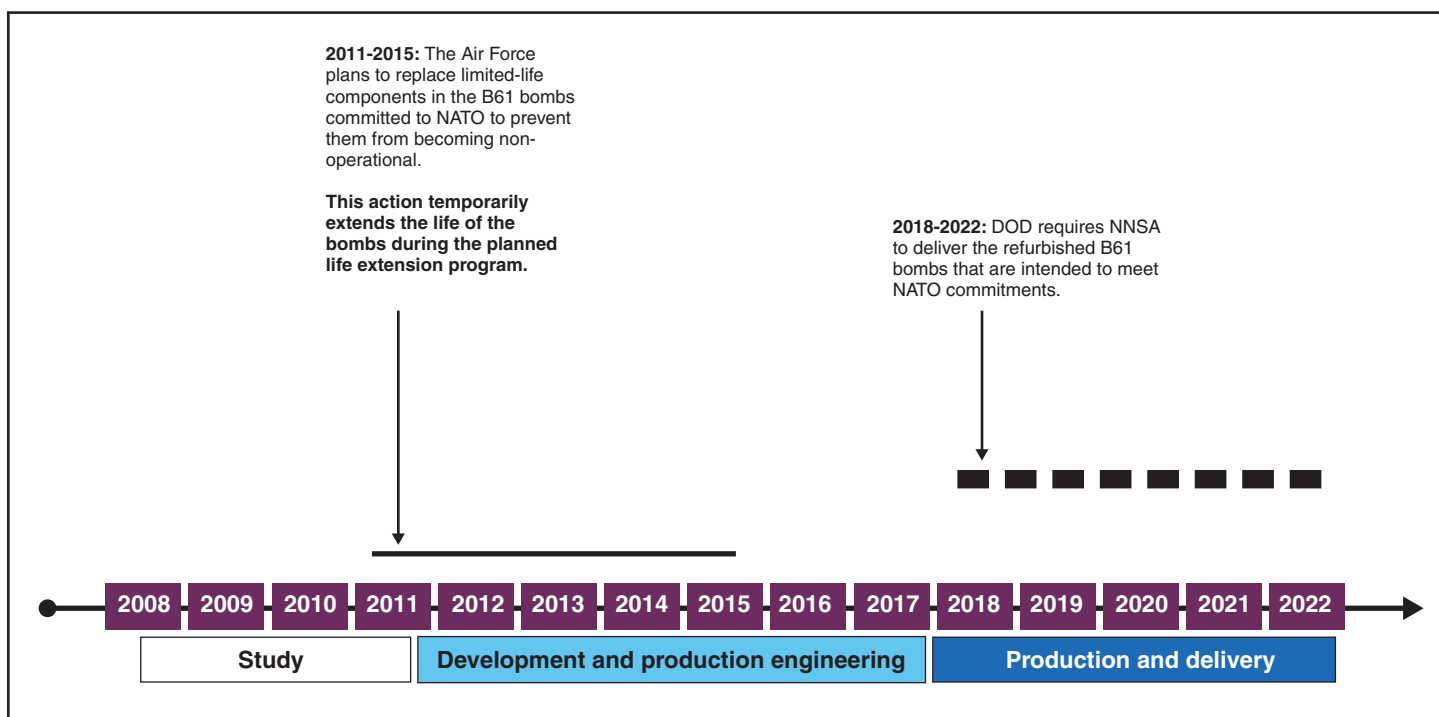 2011-2015: The Air Force
plans to replace limited-life
components in the B61 bombs
committed to NATO to prevent
them from becoming non-
operational.
This action temporarily
extends the life of the
bombs during the planned
life extension program.
2018-2022: DOD requires NNSA
to deliver the refurbished B61
bombs that are intended to meet
NATO commitments.
2008 2009 2010 2011 2012 2013 2014 2015 2016 2017 2018 2019 2020 2021 2022
Study Development and production engineering Production and delivery